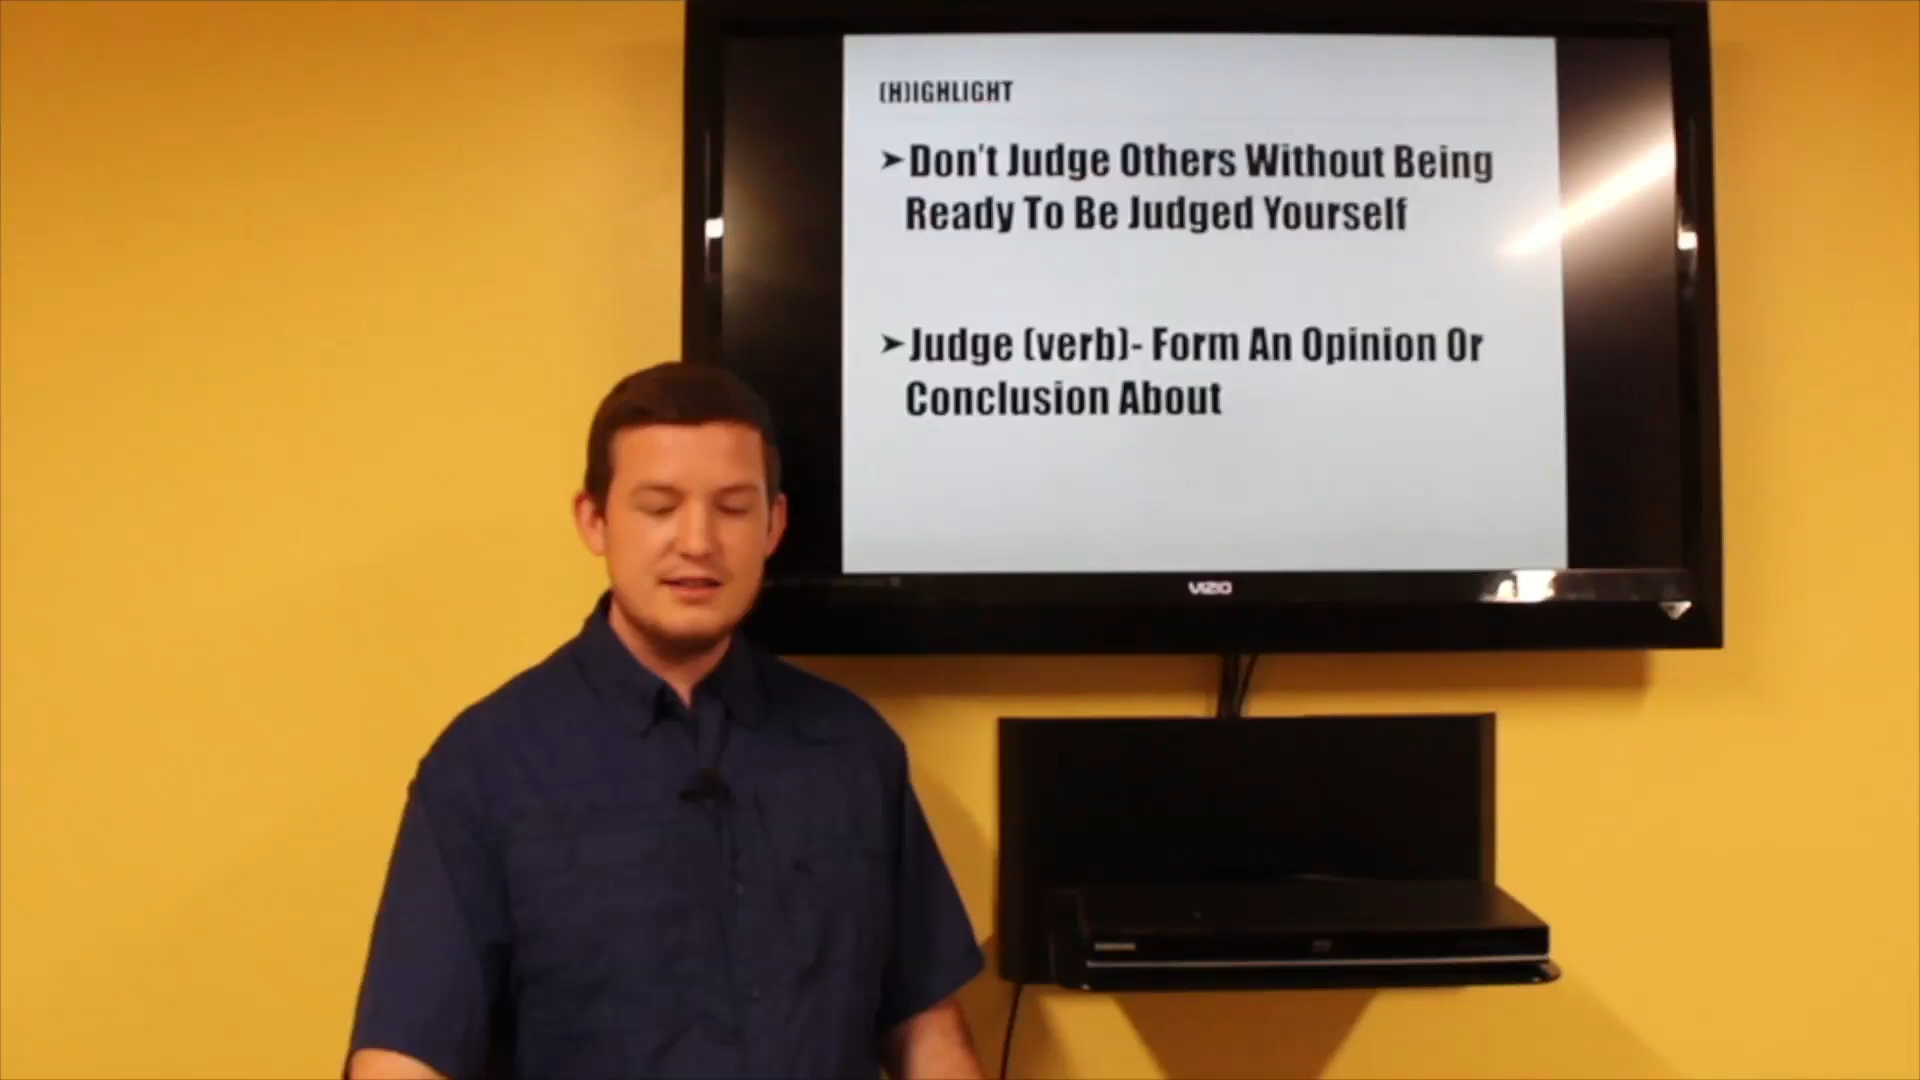 (H)IGHLIGHT
➤Don't Judge Others Without Being
Ready To Be Judged Yourself
➤Judge (verb)- Form An Opinion Or
Conclusion About
VIZIO